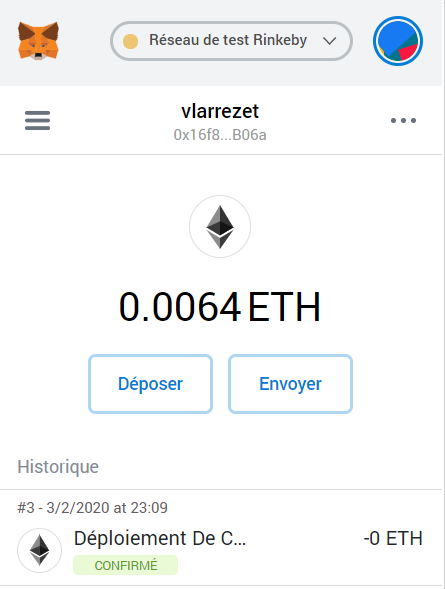 Réseau de test Rinkeby
vlarrezet
0x16f8...B06a
0.0064 ETH
Déposer
Envoyer
Historique
#3 - 3/2/2020 at 23:09
Déploiement De C... -0 ETH
CONFIRMÉ